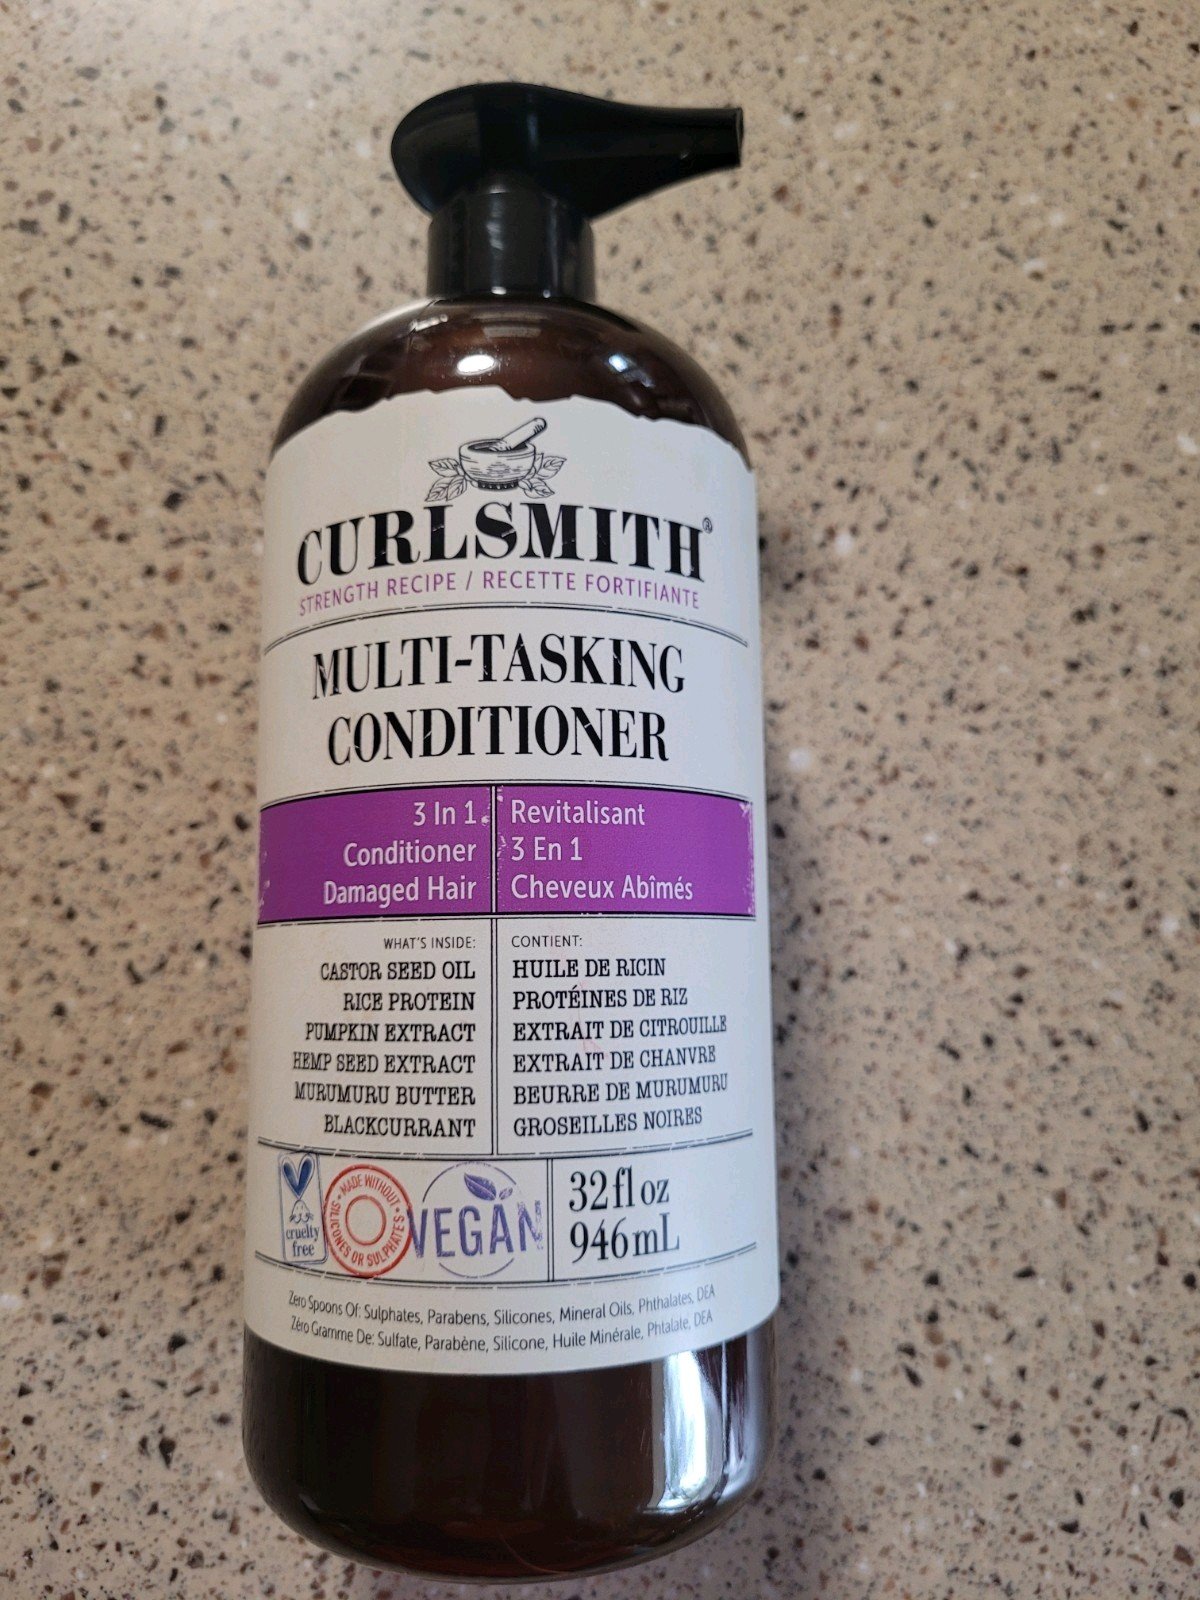 CURLSMITH®
STRENGTH RECIPE / RECETTE FORTIFIANTE
MULTI-TASKING
CONDITIONER
3 In 1
Conditioner
Damaged Hair
Revitalisant
3 En 1
Cheveux Abîmés
WHAT'S INSIDE:
CASTOR SEED OIL
RICE PROTEIN
PUMPKIN EXTRACT
HEMP SEED EXTRACT
MURUMURU BUTTER
BLACKCURRANT
CONTIENT:
HUILE DE RICIN
PROTÉINES DE RIZ
EXTRAIT DE CITROUILLE
EXTRAIT DE CHANVRE
BEURRE DE MURUMURU
GROSEILLES NOIRES
cruelty
free
• MADE WITHOUT • SILICONES OR SULPHATES
VEGAN
32fl oz
946mL
Zero Spoons Of: Sulphates, Parabens, Silicones, Mineral Oils, Phthalates, DEA
Zéro Gramme De: Sulfate, Parabène, Silicone, Huile Minérale, Phtalate, DEA